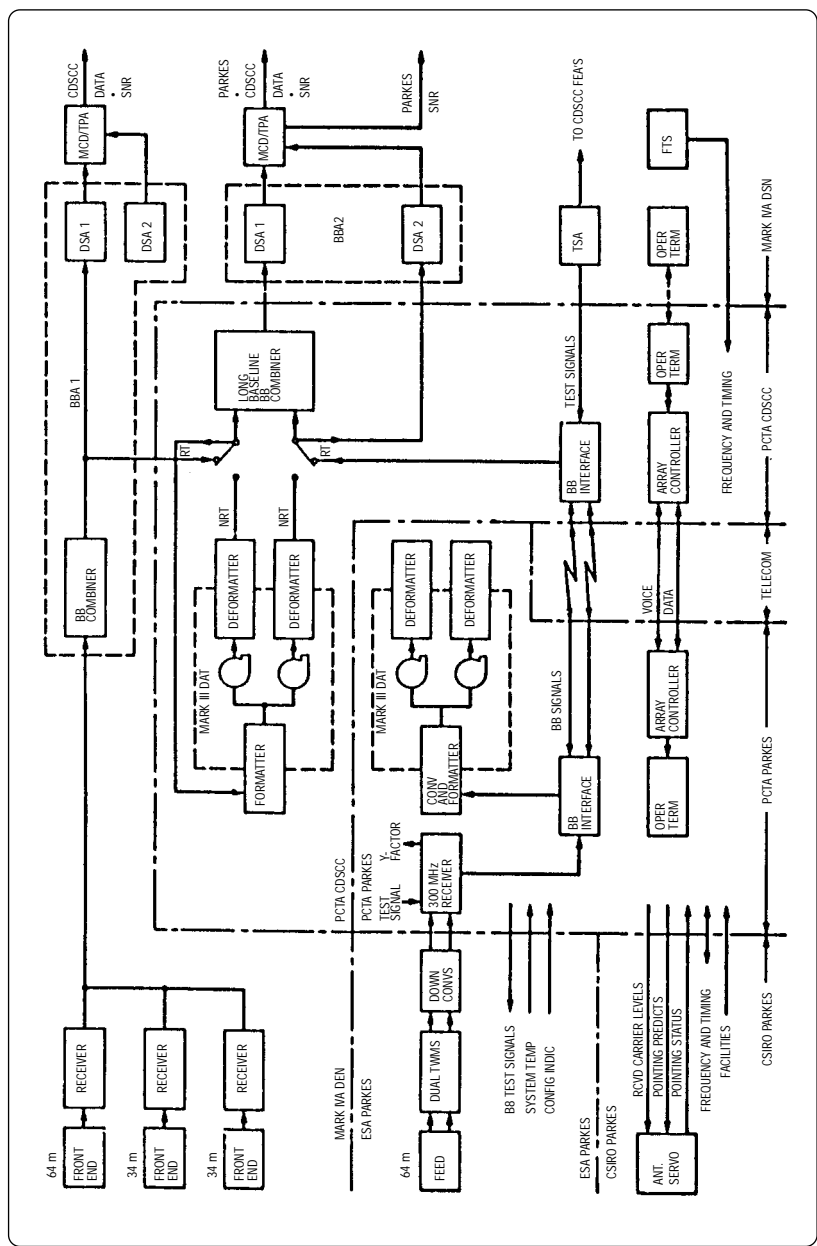 64 m
FRONT
END
RECEIVER
34 m
FRONT
END
RECEIVER
34 m
FRONT
END
RECEIVER
BB
COMBINER
BBA 1
DSA 1
DSA 2
MCD/TPA
CDSCC
DATA
• SNR
MARK III DAT
FORMATTER
DEFORMATTER
DEFORMATTER
NRT
NRT
RT
RT
LONG
BASELINE
BB
COMBINER
DSA 1
BBA2
DSA 2
MCD/TPA
PARKES
• CDSCC
DATA
• SNR
PARKES
SNR
MARK IVA DEN
ESA PARKES
PCTA CDSCC
PCTA PARKES
64 m
FEED
DUAL TWMS
DOWN
CONVS
TEST
SIGNAL
Y-
FACTOR
300 MHz
RECEIVER
MARK III DAT
CONV
AND
FORMATTER
DEFORMATTER
DEFORMATTER
BB TEST SIGNALS
SYSTEM TEMP
CONFIG INDIC
BB
INTERFACE
BB SIGNALS
BB
INTERFACE
TEST SIGNALS
TSA
TO CDSCC FEA'S
ESA PARKES
CSIRO PARKES
ANT.
SERVO
RCVD CARRIER LEVELS
POINTING PREDICTS
POINTING STATUS
FREQUENCY AND TIMING
FACILITIES
OPER
TERM
ARRAY
CONTROLLER
VOICE
DATA
ARRAY
CONTROLLER
OPER
TERM
OPER
TERM
FTS
FREQUENCY AND TIMING
CSIRO PARKES
PCTA PARKES
TELECOM
PCTA CDSCC
MARK IVA DSN